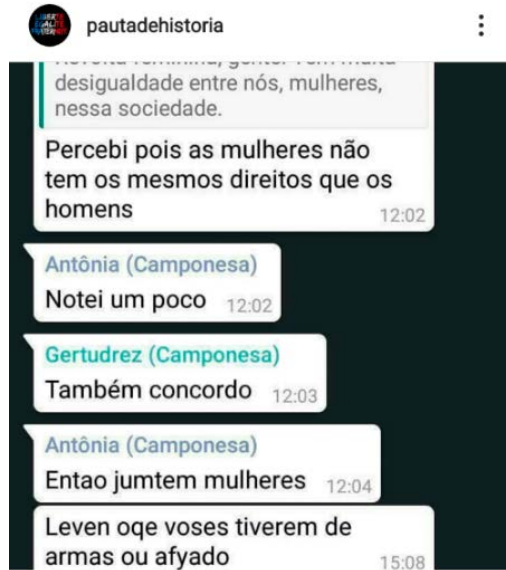 pautadehistoria
desigualdade entre nós, mulheres,
nessa sociedade.
Percebi pois as mulheres não
tem os mesmos direitos que os
homens
12:02
Antônia (Camponesa)
Notei um poco 12:02
Gertudrez (Camponesa)
Também concordo 12:03
Antônia (Camponesa)
Entao jumtem mulheres 12:04
Leven oqe voses tiverem de
armas ou afyado
15:08